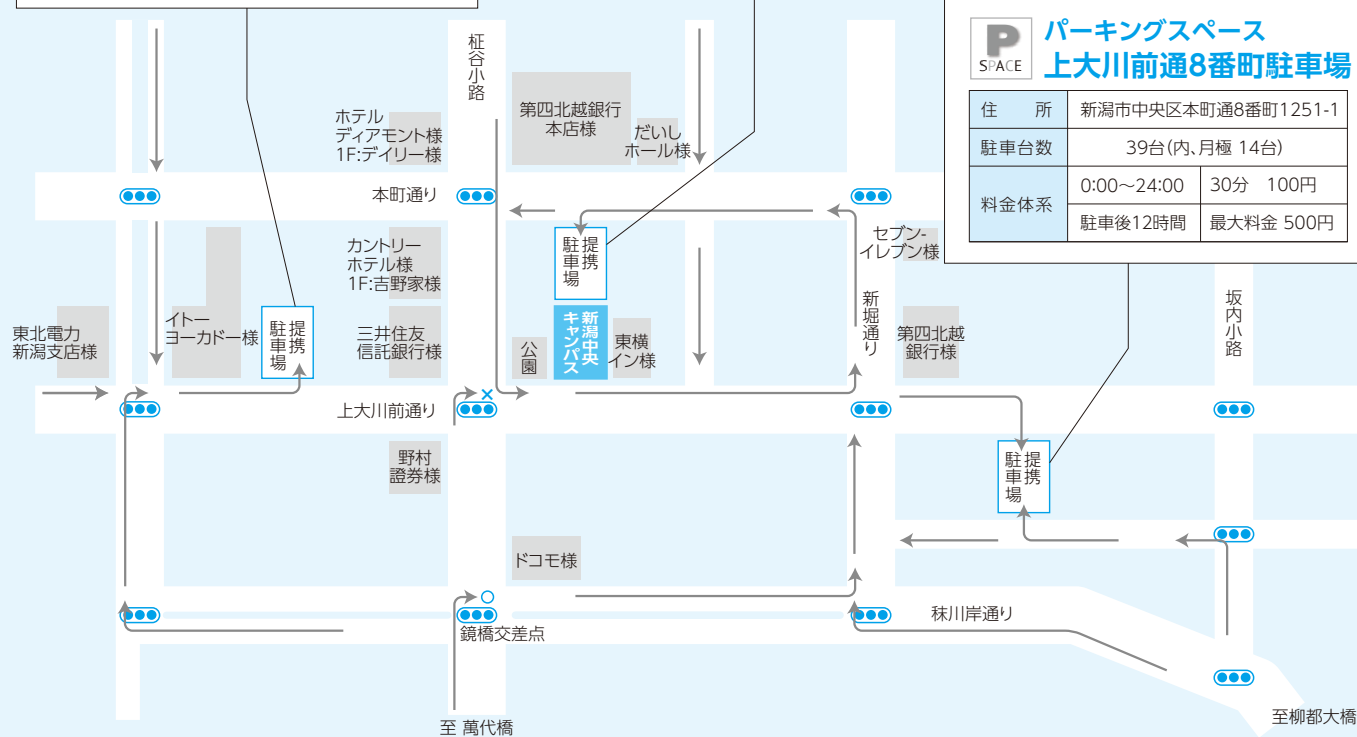 P
SPACE
パーキングスペース
上大川前通8番町駐車場
住 所
新潟市中央区本町通8番町1251-1
駐車台数
39台(内、月極 14台)
料金体系
0:00～24:00
30分 100円
駐車後12時間
最大料金 500円
柾谷小路
ホテル
ディアモント様
1F:デイリー様
第四北越銀行
本店様
だいし
ホール様
本町通り
カントリー
ホテル様
1F:吉野家様
提携
駐車場
セブン-
イレブン様
東北電力
新潟支店様
イトー
ヨーカドー様
提携
駐車場
三井住友
信託銀行様
公園
新潟中央
キャンパス
東横
イン様
新堀通り
第四北越
銀行様
坂内小路
上大川前通り
×
野村
證券様
提携
駐車場
ドコモ様
鏡橋交差点
秣川岸通り
至 萬代橋
至柳都大橋